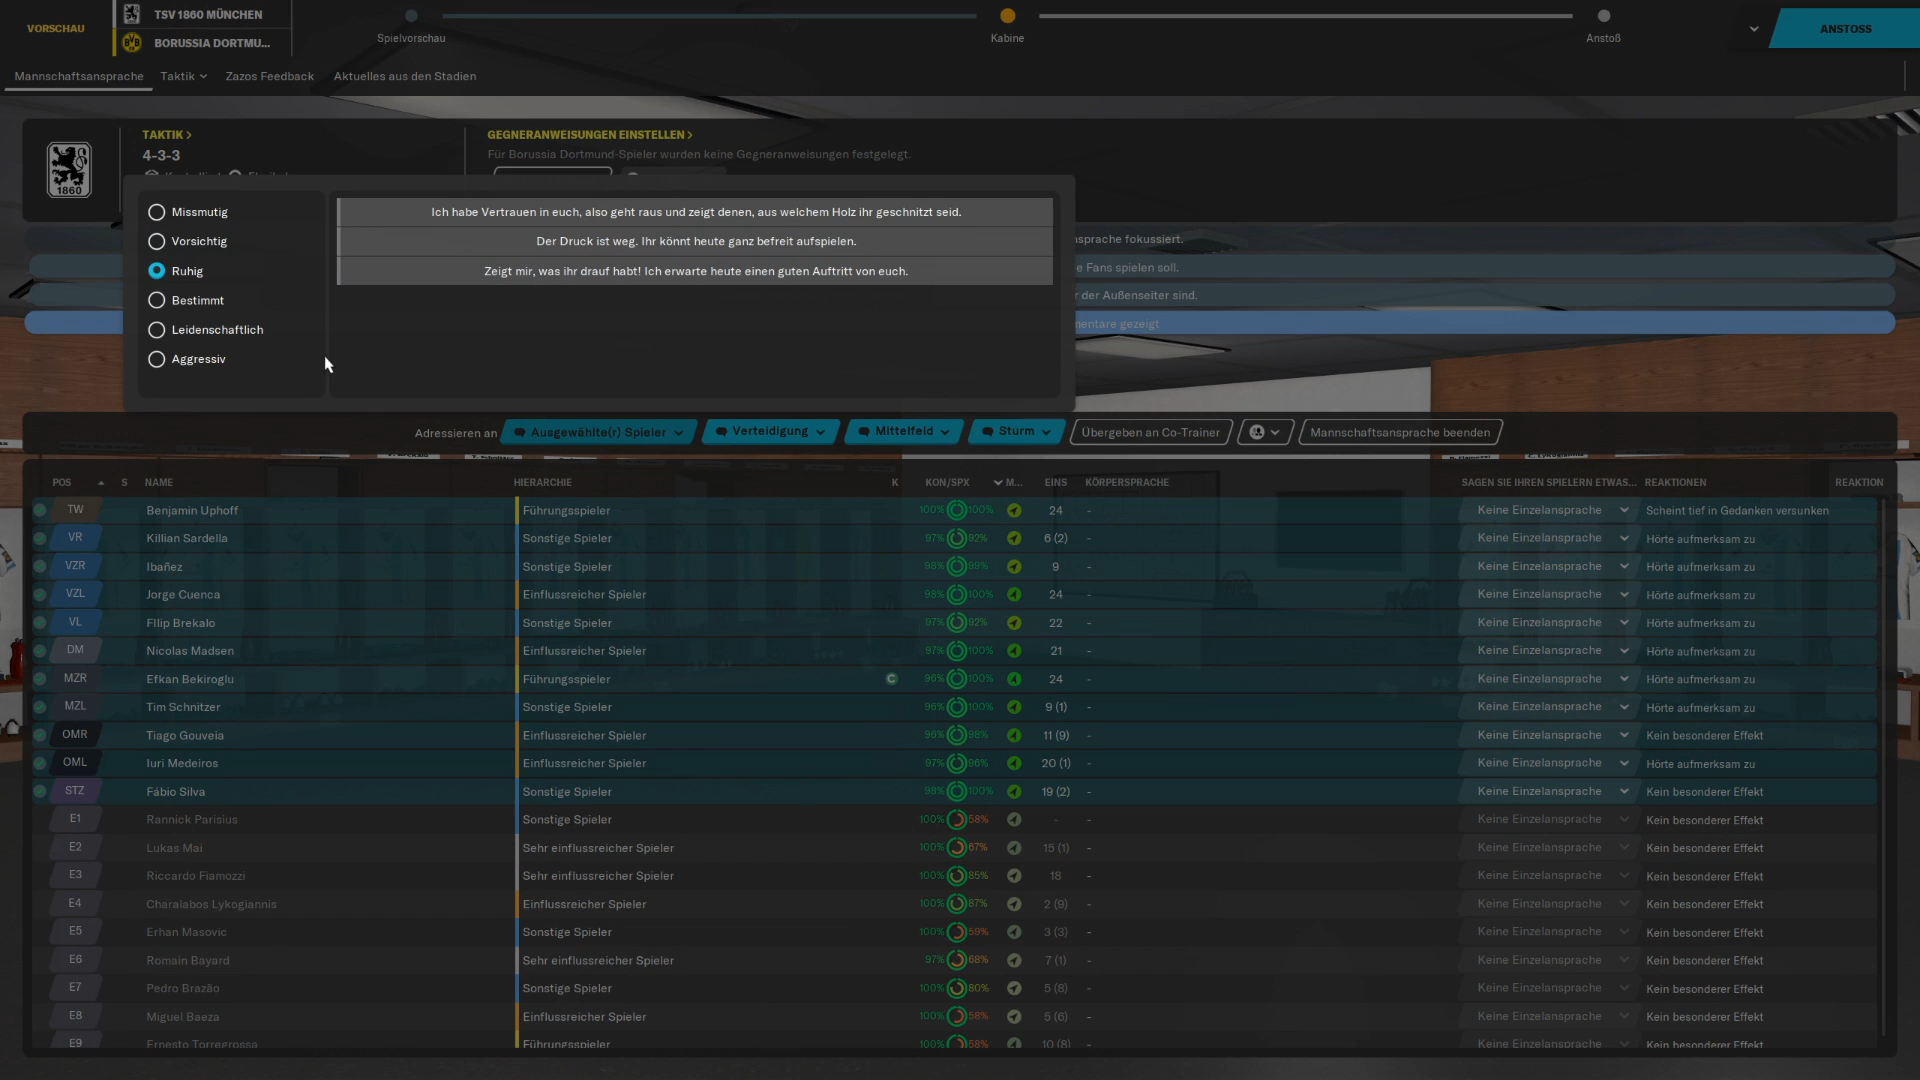 VORSCHAU
TSV 1860 MÜNCHEN
BORUSSIA DORTMU...
Spielvorschau
Kabine
Anstoß
ANSTOSS
Mannschaftsansprache Taktik Zazos Feedback Aktuelles aus den Stadien
1860
TAKTIK >
4-3-3
GEGNERANWEISUNGEN EINSTELLEN >
Für Borussia Dortmund-Spieler wurden keine Gegneranweisungen festgelegt.
Missmutig
Vorsichtig
Ruhig
Bestimmt
Leidenschaftlich
Aggressiv
Ich habe Vertrauen in euch, also geht raus und zeigt denen, aus welchem Holz ihr geschnitzt seid.
Der Druck ist weg. Ihr könnt heute ganz befreit aufspielen.
Zeigt mir, was ihr drauf habt! Ich erwarte heute einen guten Auftritt von euch.
nsprache fokussiert.
e Fans spielen soll.
r der Außenseiter sind.
mentare gezeigt
Adressieren an Ausgewählte(r) Spieler Verteidigung Mittelfeld Sturm Übergeben an Co-Trainer Mannschaftsansprache beenden
POS S NAME HIERARCHIE K KON/SPX M... EINS KÖRPERSPRACHE SAGEN SIE IHREN SPIELERN ETWAS... REAKTIONEN REAKTION
TW Benjamin Uphoff Führungsspieler 100% 100% 24 - Keine Einzelansprache Scheint tief in Gedanken versunken
VR Killian Sardella Sonstige Spieler 97% 92% 6 (2) - Keine Einzelansprache Hörte aufmerksam zu
VZR Ibañez Sonstige Spieler 98% 99% 9 - Keine Einzelansprache Hörte aufmerksam zu
VZL Jorge Cuenca Einflussreicher Spieler 98% 100% 24 - Keine Einzelansprache Hörte aufmerksam zu
VL FIlip Brekalo Sonstige Spieler 97% 92% 22 - Keine Einzelansprache Hörte aufmerksam zu
DM Nicolas Madsen Einflussreicher Spieler 97% 100% 21 - Keine Einzelansprache Hörte aufmerksam zu
MZR Efkan Bekiroglu Führungsspieler C 96% 100% 24 - Keine Einzelansprache Hörte aufmerksam zu
MZL Tim Schnitzer Sonstige Spieler 96% 100% 9 (1) - Keine Einzelansprache Hörte aufmerksam zu
OMR Tiago Gouveia Einflussreicher Spieler 96% 98% 11 (9) - Keine Einzelansprache Kein besonderer Effekt
OML Iuri Medeiros Einflussreicher Spieler 97% 96% 20 (1) - Keine Einzelansprache Hörte aufmerksam zu
STZ Fábio Silva Sonstige Spieler 98% 100% 19 (2) - Keine Einzelansprache Kein besonderer Effekt
E1 Rannick Parisius Sonstige Spieler 100% 58% - - Keine Einzelansprache Kein besonderer Effekt
E2 Lukas Mai Sehr einflussreicher Spieler 100% 67% 15 (1) - Keine Einzelansprache Kein besonderer Effekt
E3 Riccardo Fiamozzi Sehr einflussreicher Spieler 100% 85% 18 - Keine Einzelansprache Kein besonderer Effekt
E4 Charalabos Lykogiannis Einflussreicher Spieler 100% 87% 2 (9) - Keine Einzelansprache Kein besonderer Effekt
E5 Erhan Masovic Sonstige Spieler 100% 59% 3 (3) - Keine Einzelansprache Kein besonderer Effekt
E6 Romain Bayard Sehr einflussreicher Spieler 97% 68% 7 (1) - Keine Einzelansprache Kein besonderer Effekt
E7 Pedro Brazão Sonstige Spieler 100% 80% 5 (8) - Keine Einzelansprache Kein besonderer Effekt
E8 Miguel Baeza Einflussreicher Spieler 100% 58% 5 (6) - Keine Einzelansprache Kein besonderer Effekt
E9 Ernesto Torregrossa Führungsspieler 100% 58% 10 (8) - Keine Einzelansprache Kein besonderer Effekt